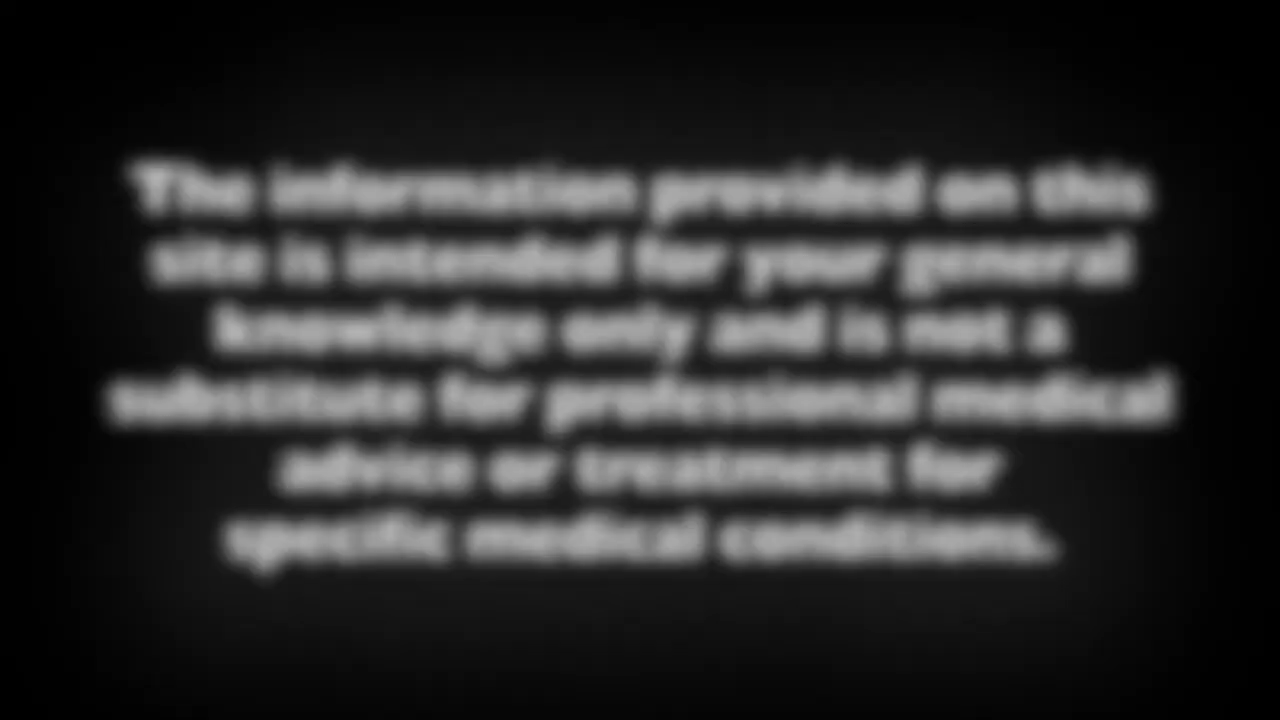 The information provided on this
site is intended for your general
knowledge only and is not a
substitute for professional medical
advice or treatment for
specific medical conditions.